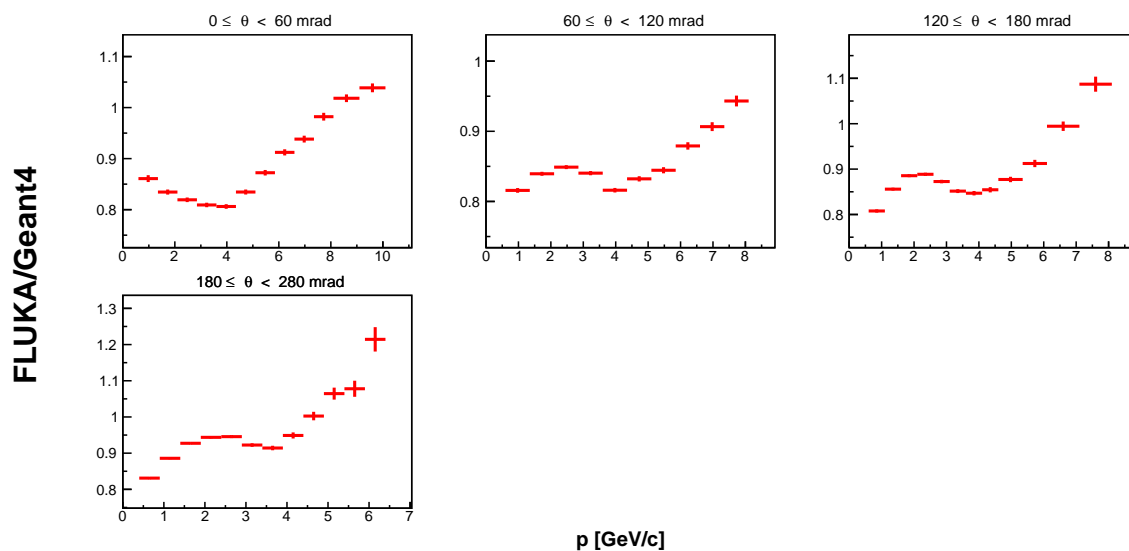 0 ≤ θ < 60 mrad
60 ≤ θ < 120 mrad
120 ≤ θ < 180 mrad
1.1
1
0.9
0.8
0 2 4 6 8 10
1
0.9
0.8
0 1 2 3 4 5 6 7 8
1.1
1
0.9
0.8
0 1 2 3 4 5 6 7 8
180 ≤ θ < 280 mrad
1.3
1.2
1.1
1
0.9
0.8
0 1 2 3 4 5 6 7
FLUKA/Geant4
p [GeV/c]